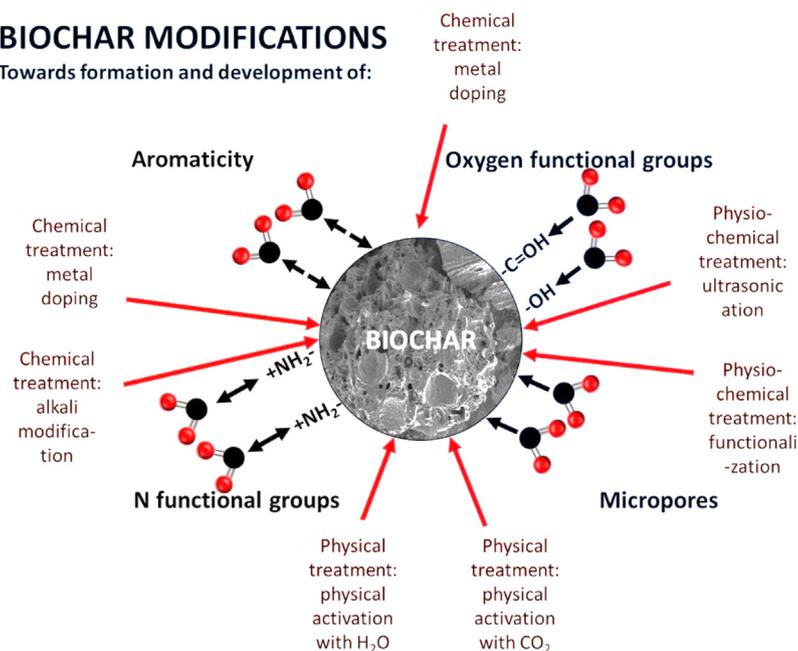 BIOCHAR MODIFICATIONS
Towards formation and development of:
Chemical
treatment:
metal
doping
Aromaticity
Oxygen functional groups
Chemical
treatment:
metal
doping
-C=OH
-OH
Physio-
chemical
treatment:
ultrasonic
ation
BIOCHAR
Chemical
treatment:
alkali
modifica-
tion
+NH₂-
+NH₂-
Physio-
chemical
treatment:
functionali
-zation
N functional groups
Micropores
Physical
treatment:
physical
activation
with H₂O
Physical
treatment:
physical
activation
with CO₂